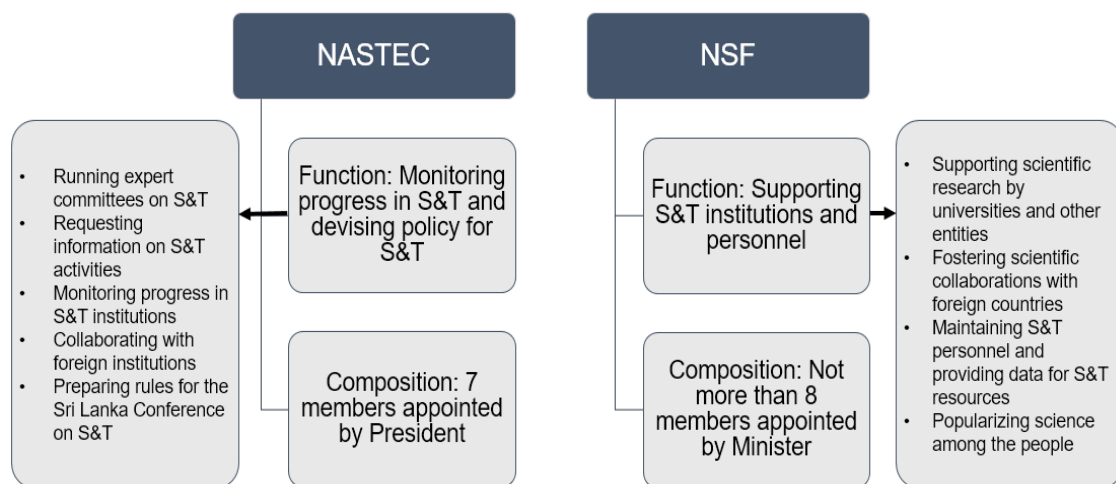 NASTEC
NSF
• Running expert
committees on S&T
• Requesting
information on S&T
activities
• Monitoring progress in
S&T institutions
• Collaborating with
foreign institutions
• Preparing rules for the
Sri Lanka Conference
on S&T
Function: Monitoring
progress in S&T and
devising policy for
S&T
Composition: 7
members appointed
by President
Function: Supporting
S&T institutions and
personnel
Composition: Not
more than 8
members appointed
by Minister
• Supporting scientific
research by
universities and other
entities
• Fostering scientific
collaborations with
foreign countries
• Maintaining S&T
personnel and
providing data for S&T
resources
• Popularizing science
among the people